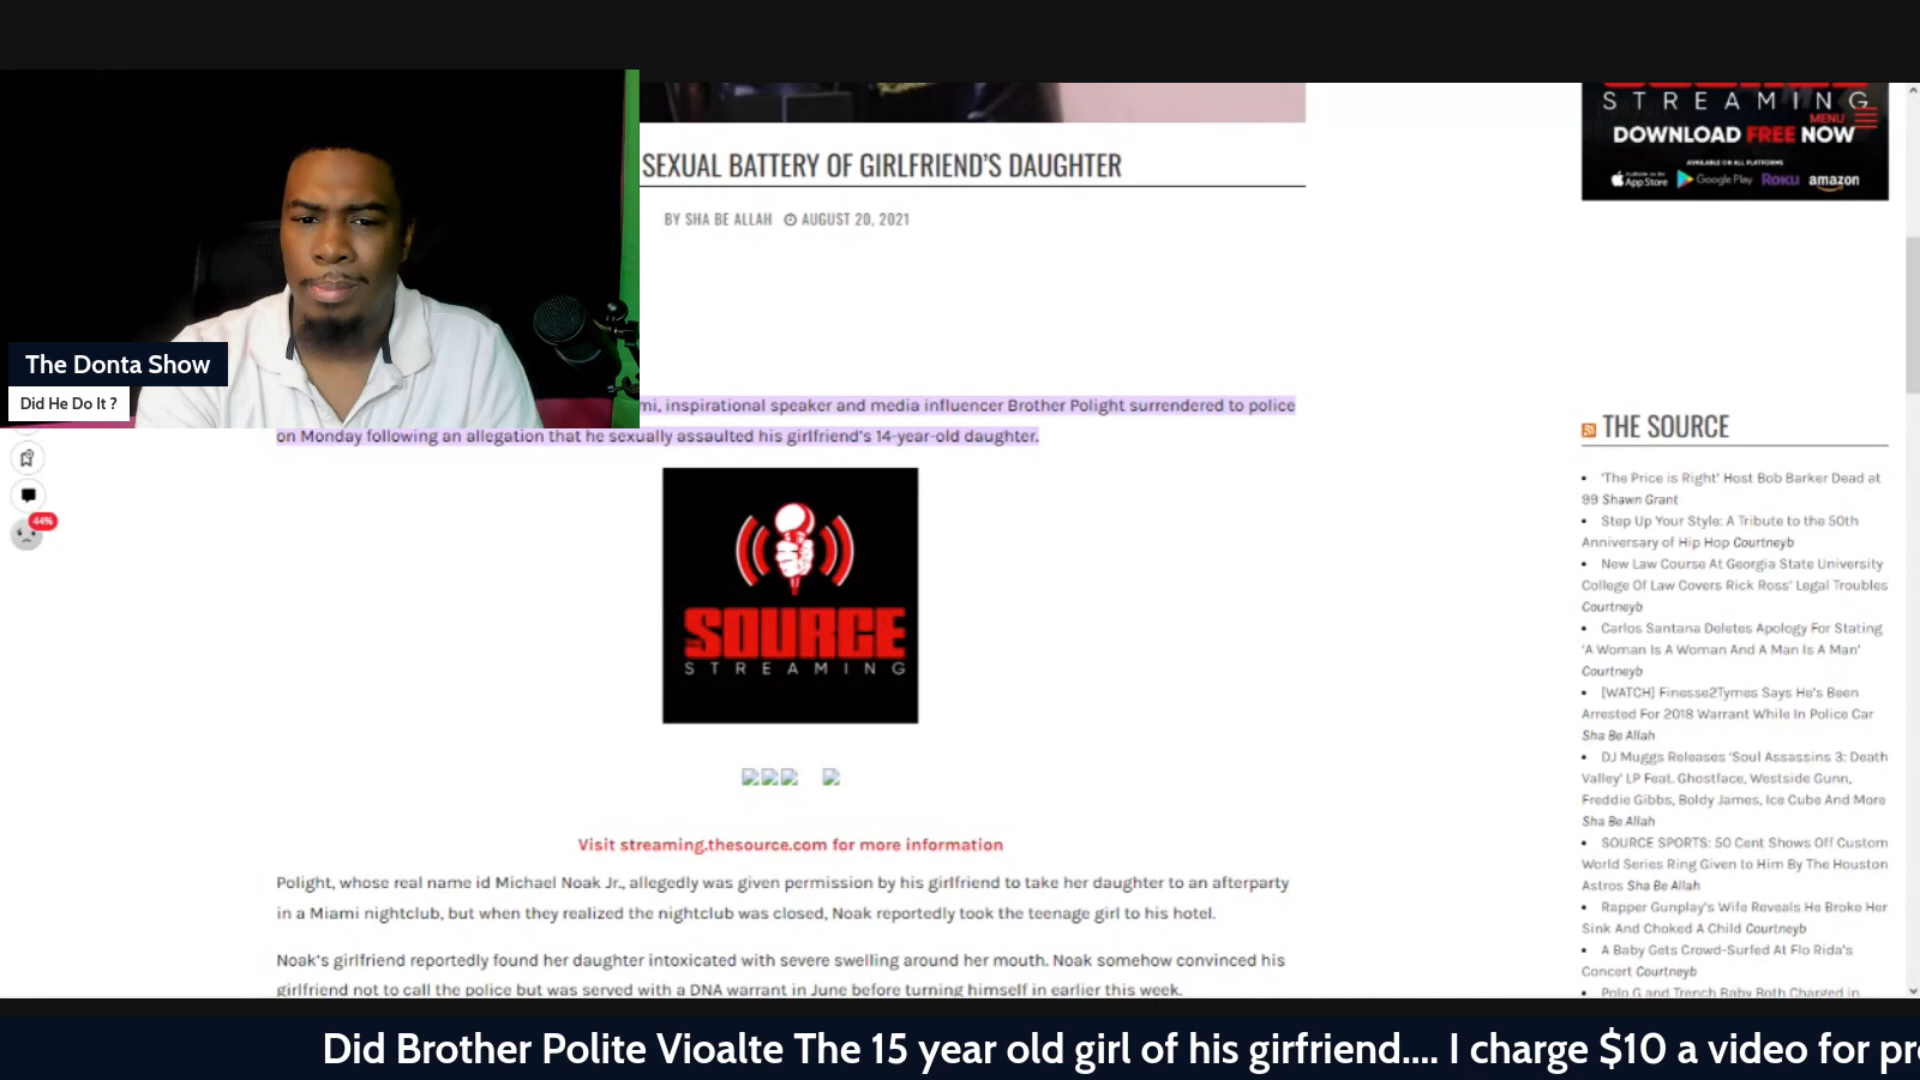 SEXUAL BATTERY OF GIRLFRIEND'S DAUGHTER
BY SHA BE ALLAH AUGUST 20, 2021
The Donta Show
Did He Do It ?
mi, inspirational speaker and media influencer Brother Polight surrendered to police
on Monday following an allegation that he sexually assaulted his girlfriend's 14-year-old daughter.
44%
SOURCE
STREAMING
Visit streaming.thesource.com for more information
Polight, whose real name id Michael Noak Jr., allegedly was given permission by his girlfriend to take her daughter to an afterparty
in a Miami nightclub, but when they realized the nightclub was closed, Noak reportedly took the teenage girl to his hotel.
Noak's girlfriend reportedly found her daughter intoxicated with severe swelling around her mouth. Noak somehow convinced his
girlfriend not to call the police but was served with a DNA warrant in June before turning himself in earlier this week.
STREAMING
MENU
DOWNLOAD FREE NOW
AVAILABLE ON ALL PLATFORMS
App Store Google Play ROKU amazon
THE SOURCE
'The Price is Right' Host Bob Barker Dead at
99 Shawn Grant
Step Up Your Style: A Tribute to the 50th
Anniversary of Hip Hop Courtneyb
New Law Course At Georgia State University
College Of Law Covers Rick Ross' Legal Troubles
Courtneyb
Carlos Santana Deletes Apology For Stating
'A Woman Is A Woman And A Man Is A Man'
Courtneyb
[WATCH] Finesse2Tymes Says He's Been
Arrested For 2018 Warrant While In Police Car
Sha Be Allah
DJ Muggs Releases 'Soul Assassins 3: Death
Valley' LP Feat. Ghostface, Westside Gunn,
Freddie Gibbs, Boldy James, Ice Cube And More
Sha Be Allah
SOURCE SPORTS: 50 Cent Shows Off Custom
World Series Ring Given to Him By The Houston
Astros Sha Be Allah
Rapper Gunplay's Wife Reveals He Broke Her
Sink And Choked A Child Courtneyb
A Baby Gets Crowd-Surfed At Flo Rida's
Concert Courtneyb
Polo G and Trench Baby Both Charged in
Did Brother Polite Vioalte The 15 year old girl of his girfriend.... I charge $10 a video for pr